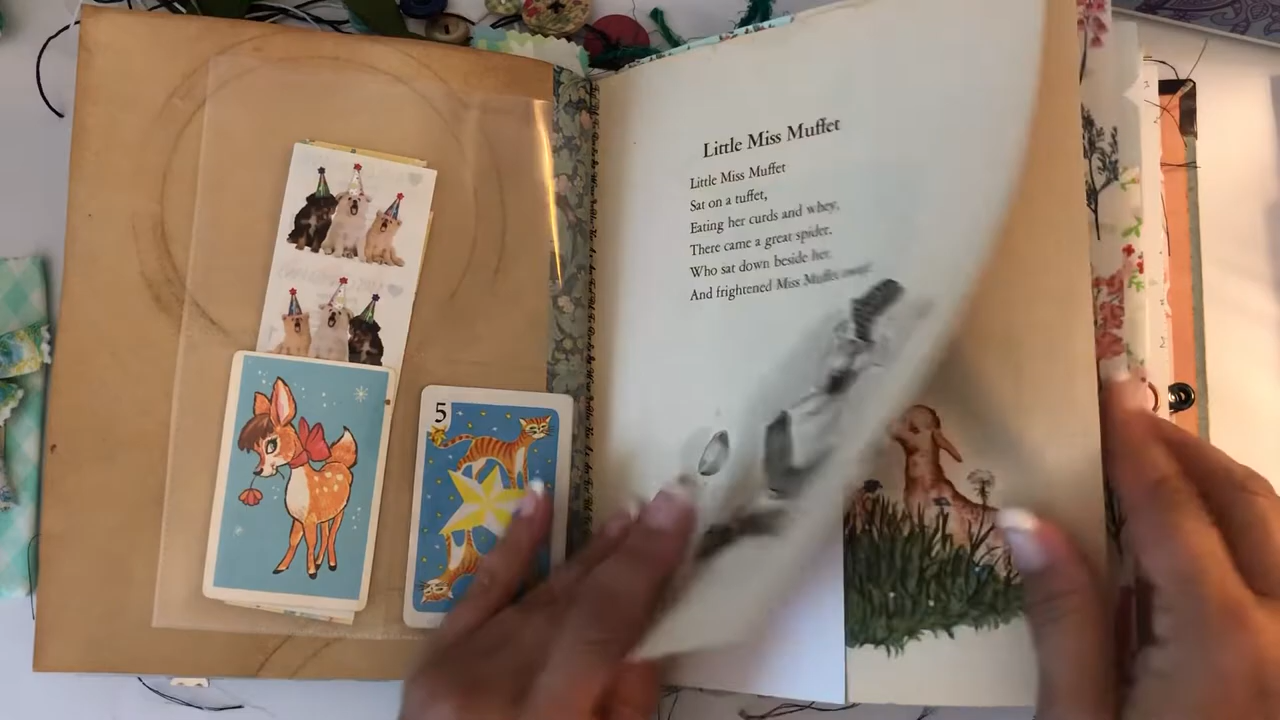 5
Little Miss Muffet
Little Miss Muffet
Sat on a tuffet,
Eating her curds and whey.
There came a great spider,
Who sat down beside her
And frightened Miss Muffet away.